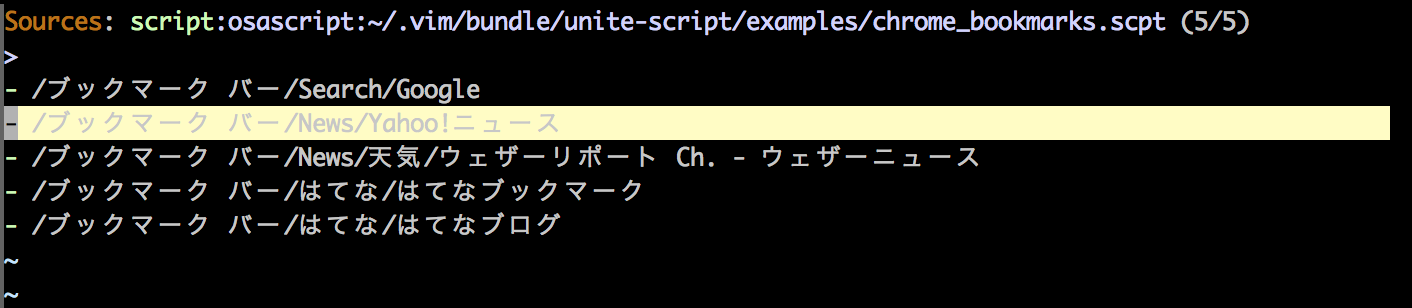 Sources: script:osascript:~/.vim/bundle/unite-script/examples/chrome_bookmarks.scpt (5/5)
>
- /ブックマーク バー/Search/Google
- /ブックマーク バー/News/Yahoo!ニュース
- /ブックマーク バー/News/天気/ウェザーリポート Ch. - ウェザーニュース
- /ブックマーク バー/はてな/はてなブックマーク
- /ブックマーク バー/はてな/はてなブログ
~
~